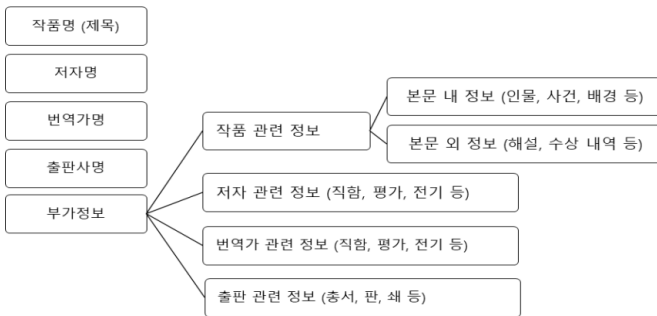 작품명 (제목)
저자명
번역가명
출판사명
부가정보
작품 관련 정보
본문 내 정보 (인물, 사건, 배경 등)
본문 외 정보 (해설, 수상 내역 등)
저자 관련 정보 (직함, 평가, 전기 등)
번역가 관련 정보 (직함, 평가, 전기 등)
출판 관련 정보 (총서, 판, 쇄 등)